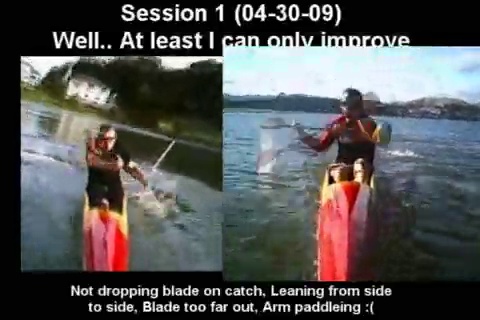 Session 1 (04-30-09)
Well.. At least I can only improve
Not dropping blade on catch, Leaning from side
to side, Blade too far out, Arm paddleing :(